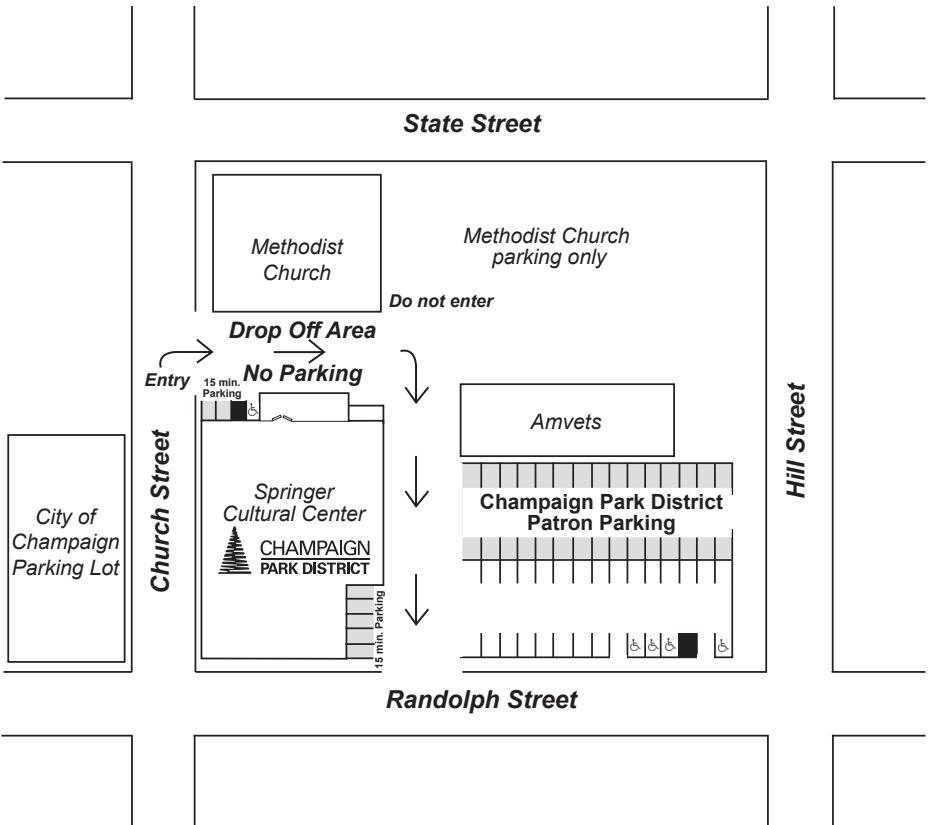 State Street
Methodist
Church
Methodist Church
parking only
Do not enter
Drop Off Area
Entry
No Parking
15 min.
Parking
Church Street
Hill Street
Amvets
City of
Champaign
Parking Lot
Springer
Cultural Center
CHAMPAIGN
PARK DISTRICT
15 min. Parking
Champaign Park District
Patron Parking
Randolph Street